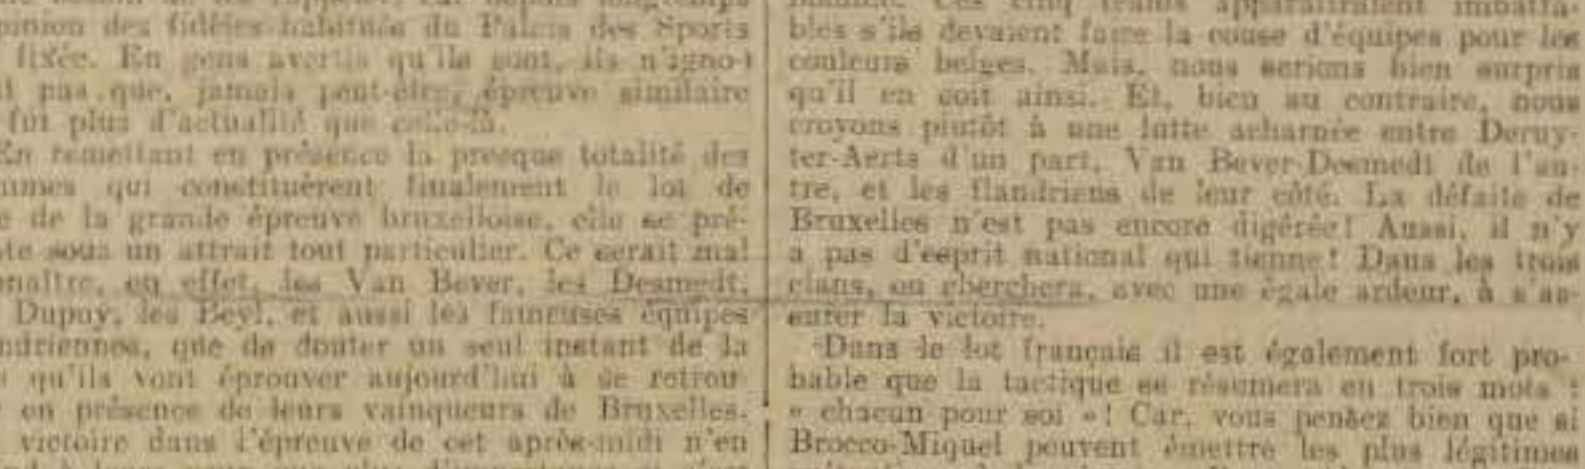 des fidèles habitués du Palais des Sports
fixée. En gens avertis qu'ils sont, ils n'igno-
pas que, jamais peut-être, épreuve similaire
fut plus d'actualité que celle-là.
En remettant en présence la presque totalité des
mmes qui constituèrent finalement le lot de
e de la grande épreuve bruxelloise, elle se pré-
te sous un attrait tout particulier. Ce serait mal
naître, en effet, les Van Bever, les Desmedt,
Dupuy, les Beyl, et aussi les fameuses équipes
ndriennes, que de douter un seul instant de la
qu'ils vont éprouver aujourd'hui à se retrou-
en présence de leurs vainqueurs de Bruxelles.
victoire dans l'épreuve de cet après-midi n'en
Ces cinq teams apparaîtraient imbatta-
bles s'ils devaient faire la couse d'équipes pour les
couleurs belges. Mais, nous serions bien surpris
qu'il en soit ainsi. Et, bien au contraire, nous
croyons plutôt à une lutte acharnée entre Deruy-
ter-Aerts d'un part, Van Bever-Desmedt de l'au-
tre, et les flandriens de leur côté. La défaite de
Bruxelles n'est pas encore digérée! Aussi, il n'y
a pas d'esprit national qui tienne! Dans les trois
clans, on cherchera, avec une égale ardeur, à s'as-
surer la victoire.
Dans le lot français il est également fort pro-
bable que la tactique se résumera en trois mots :
« chacun pour soi »! Car, vous pensez bien que si
Brocco-Miquel peuvent émettre les plus légitimes